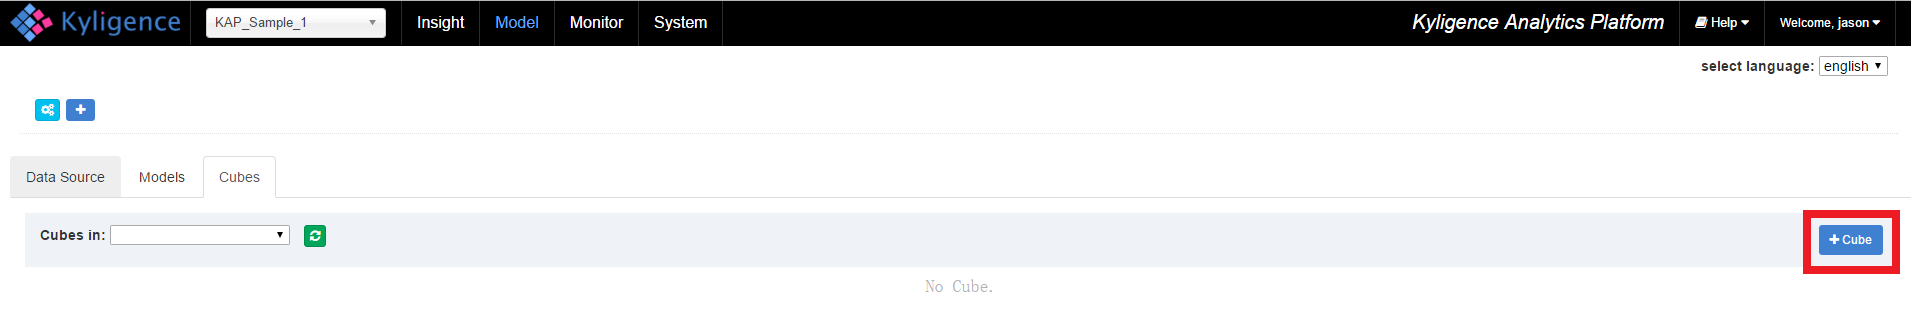 Kyligence KAP_Sample_1 Insight Model Monitor System Kyligence Analytics Platform Help Welcome, jason
select language: english
Data Source Models Cubes
Cubes in: + Cube
No Cube.